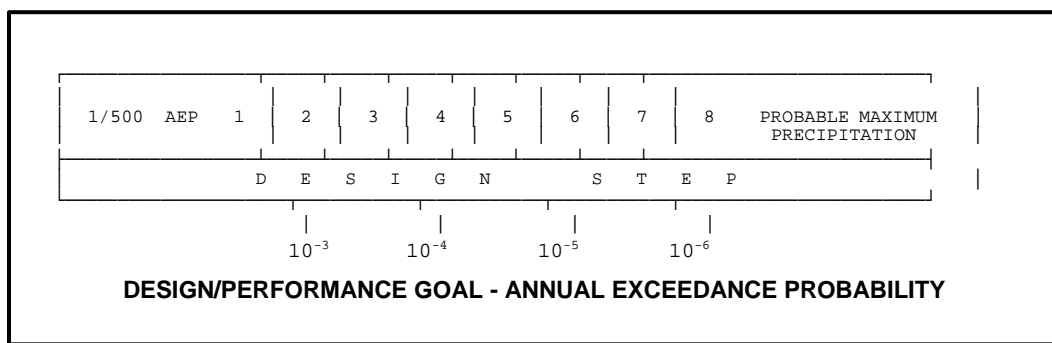 1/500 AEP 1 2 3 4 5 6 7 8 PROBABLE MAXIMUM
PRECIPITATION
D E S I G N S T E P
10⁻³ 10⁻⁴ 10⁻⁵ 10⁻⁶
DESIGN/PERFORMANCE GOAL - ANNUAL EXCEEDANCE PROBABILITY